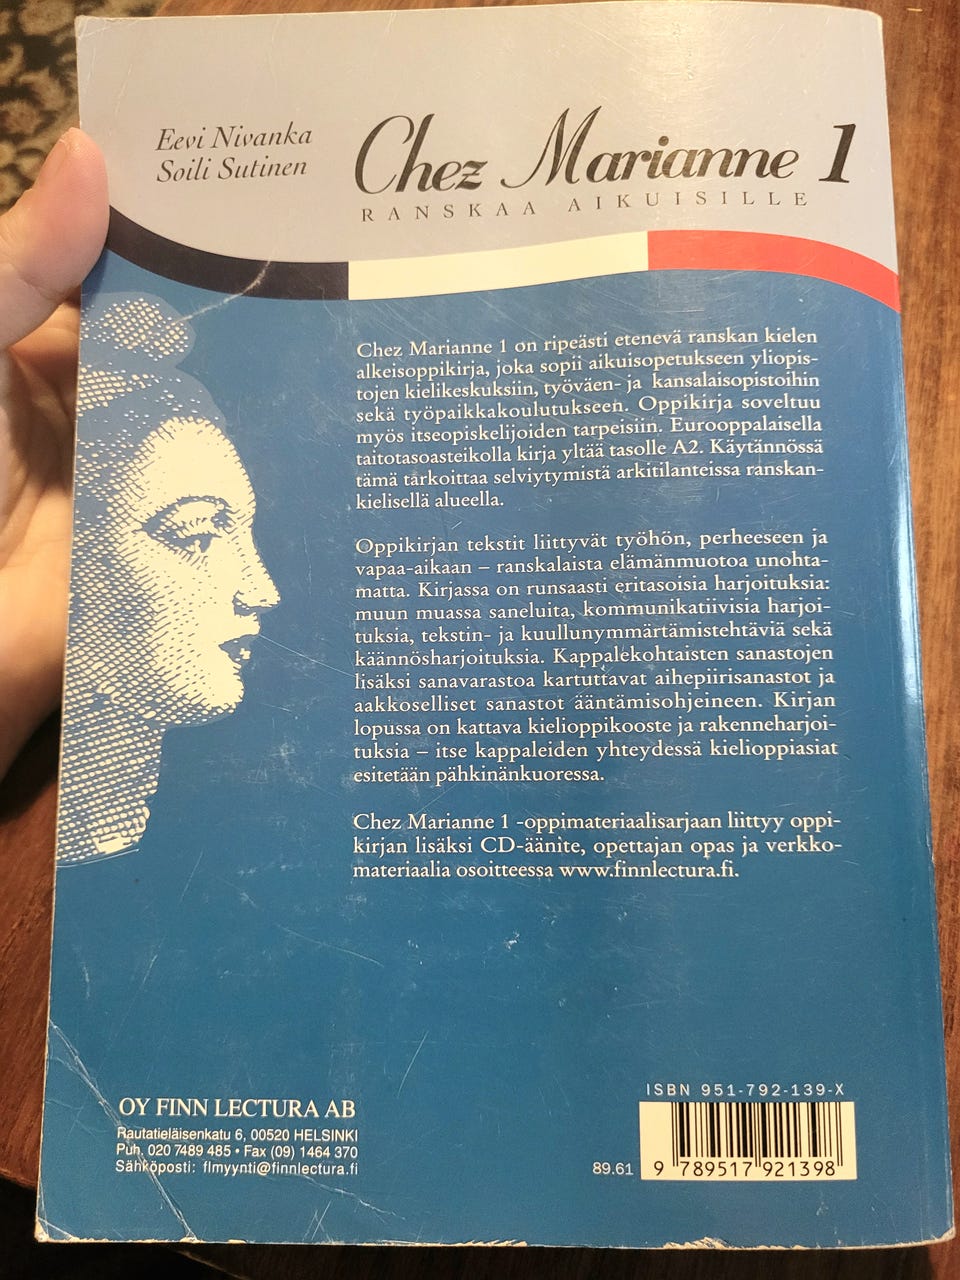 Eevi Nivanka
Soili Sutinen
Chez Marianne 1
RANSKAA AIKUISILLE
Chez Marianne 1 on ripeästi etenevä ranskan kielen
alkeisoppikirja, joka sopii aikuisopetukseen yliopis-
tojen kielikeskuksiin, työväen- ja kansalaisopistoihin
sekä työpaikkakoulutukseen. Oppikirja soveltuu
myös itseopiskelijoiden tarpeisiin. Eurooppalaisella
taitotasoasteikolla kirja yltää tasolle A2. Käytännössä
tämä tarkoittaa selviytymistä arkitilanteissa ranskan-
kielisellä alueella.
Oppikirjan tekstit liittyvät työhön, perheeseen ja
vapaa-aikaan – ranskalaista elämänmuotoa unohta-
matta. Kirjassa on runsaasti eritasoisia harjoituksia:
muun muassa saneluita, kommunikatiivisia harjoi-
tuksia, tekstin- ja kuullunymmärtämistehtäviä sekä
käännösharjoituksia. Kappalekohtaisten sanastojen
lisäksi sanavarastoa kartuttavat aihepiirisanastot ja
aakkoselliset sanastot ääntämisohjeineen. Kirjan
lopussa on kattava kielioppikooste ja rakenneharjoi-
tuksia – itse kappaleiden yhteydessä kielioppiasiat
esitetään pähkinänkuoressa.
Chez Marianne 1 -oppimateriaalisarjaan liittyy oppi-
kirjan lisäksi CD-äänite, opettajan opas ja verkko-
materiaalia osoitteessa www.finnlectura.fi.
OY FINN LECTURA AB
Rautatieläisenkatu 6, 00520 HELSINKI
Puh. 020 7489 485 • Fax (09) 1464 370
Sähköposti: flmyynti@finnlectura.fi
ISBN 951-792-139-X
89.61
9 789517 921398